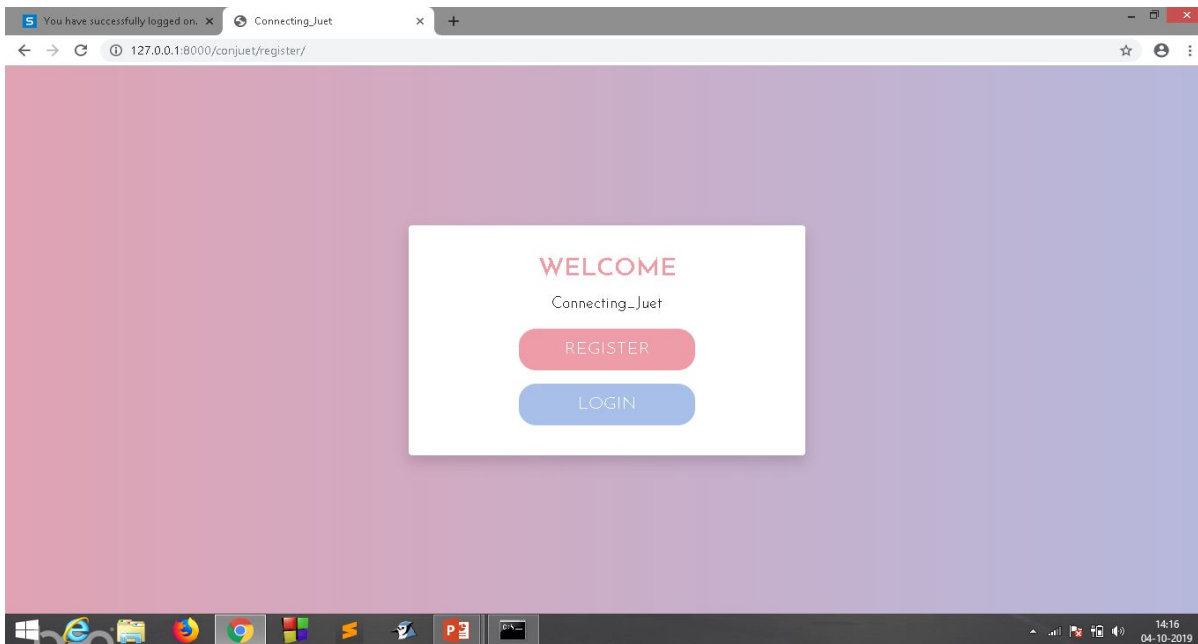 You have successfully logged on.
Connecting_Juet
127.0.0.1:8000/conjuet/register/
WELCOME
Connecting_Juet
REGISTER
LOGIN
14:16
04-10-2019